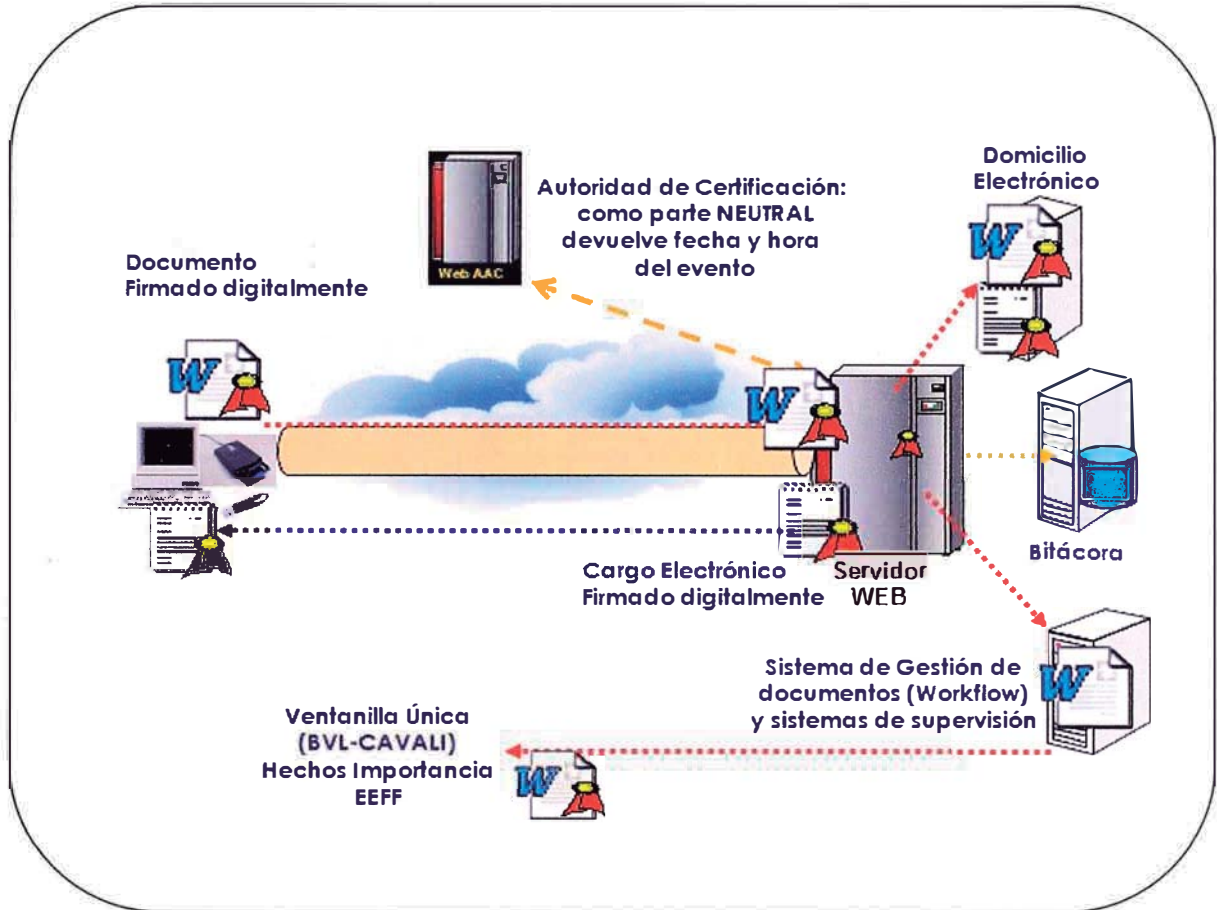 Domicilio
Electrónico
Autoridad de Certificación:
como parte NEUTRAL
devuelve fecha y hora
del evento
Web AAC
Documento
Firmado digitalmente
W
W
W
Bitácora
Cargo Electrónico
Firmado digitalmente
Servidor
WEB
Sistema de Gestión de
documentos (Workflow)
y sistemas de supervisión
W
Ventanilla Única
(BVL-CAVALI)
Hechos Importancia
EEFF
W